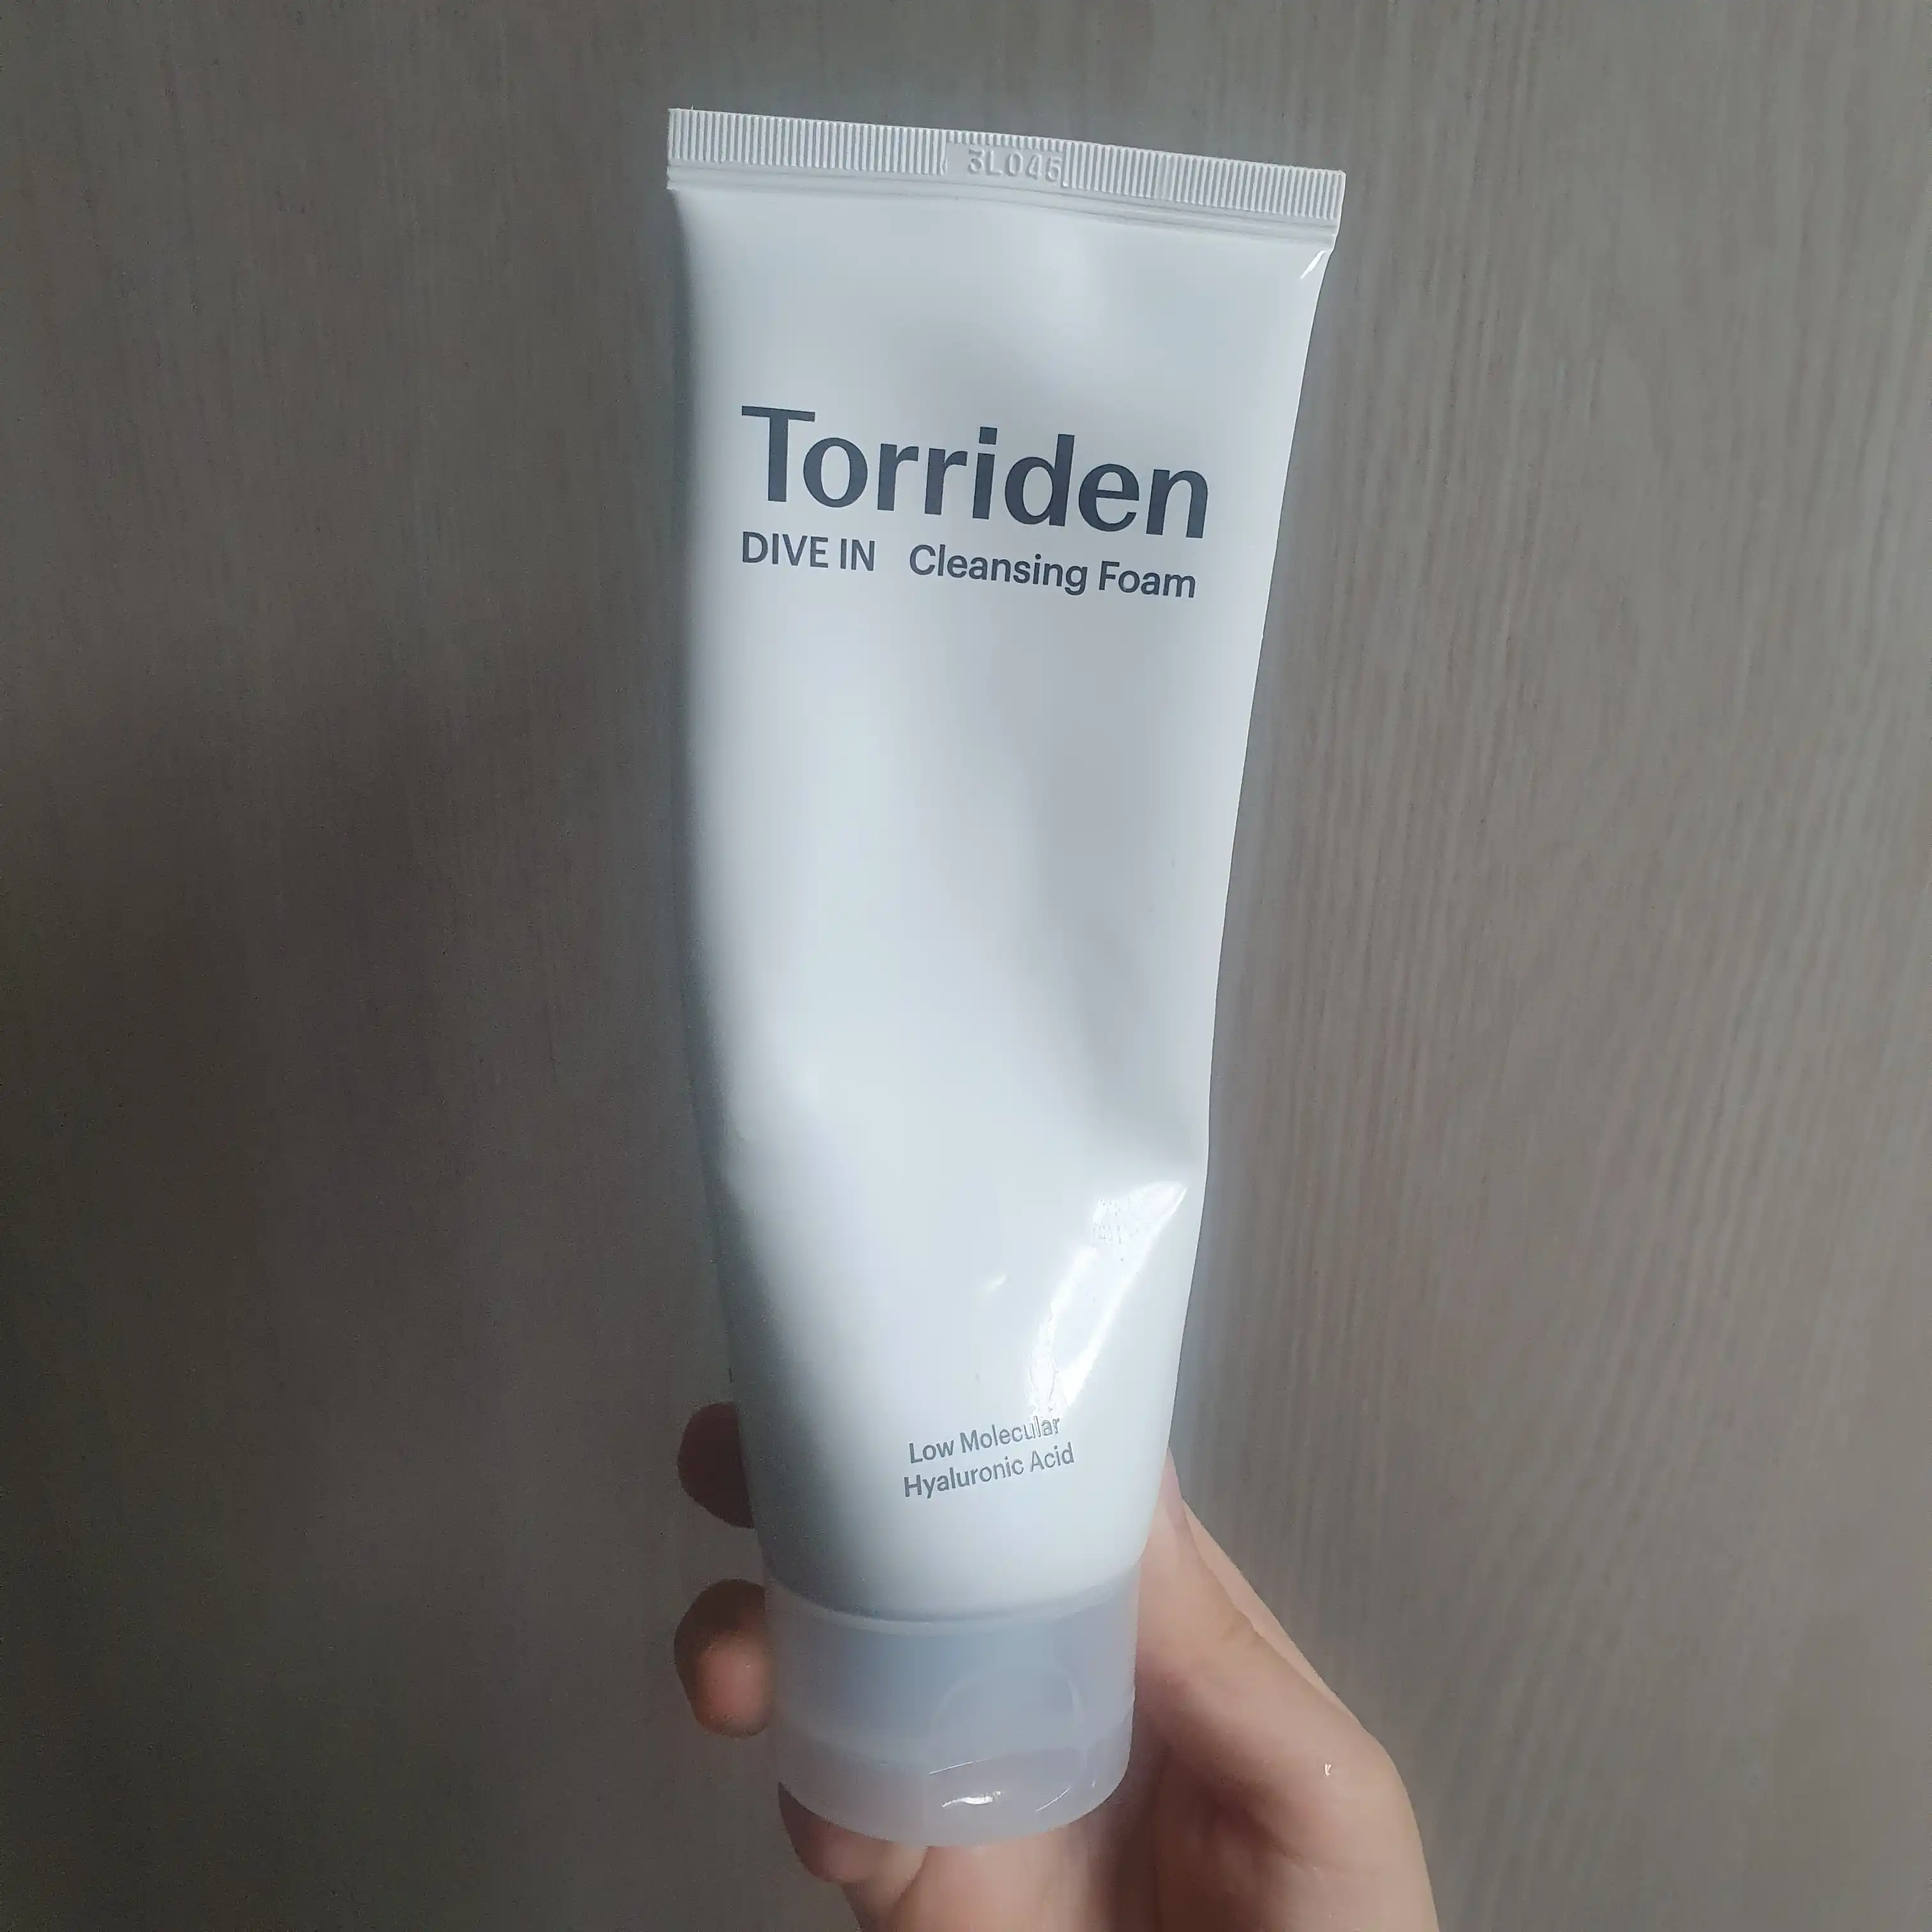 3L045
Torriden
DIVE IN Cleansing Foam
Low Molecular
Hyaluronic Acid